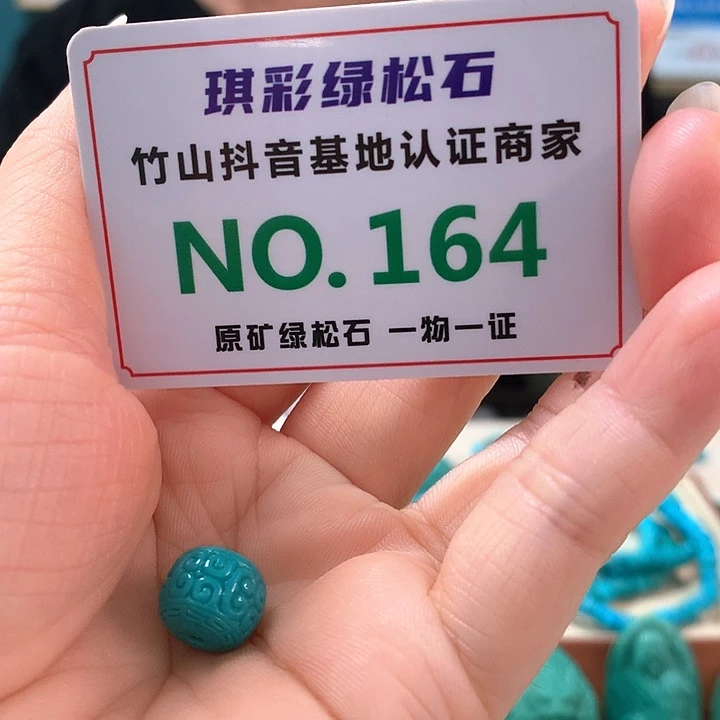 琪彩绿松石
竹山抖音基地认证商家
NO.164
原矿绿松石 一物一证